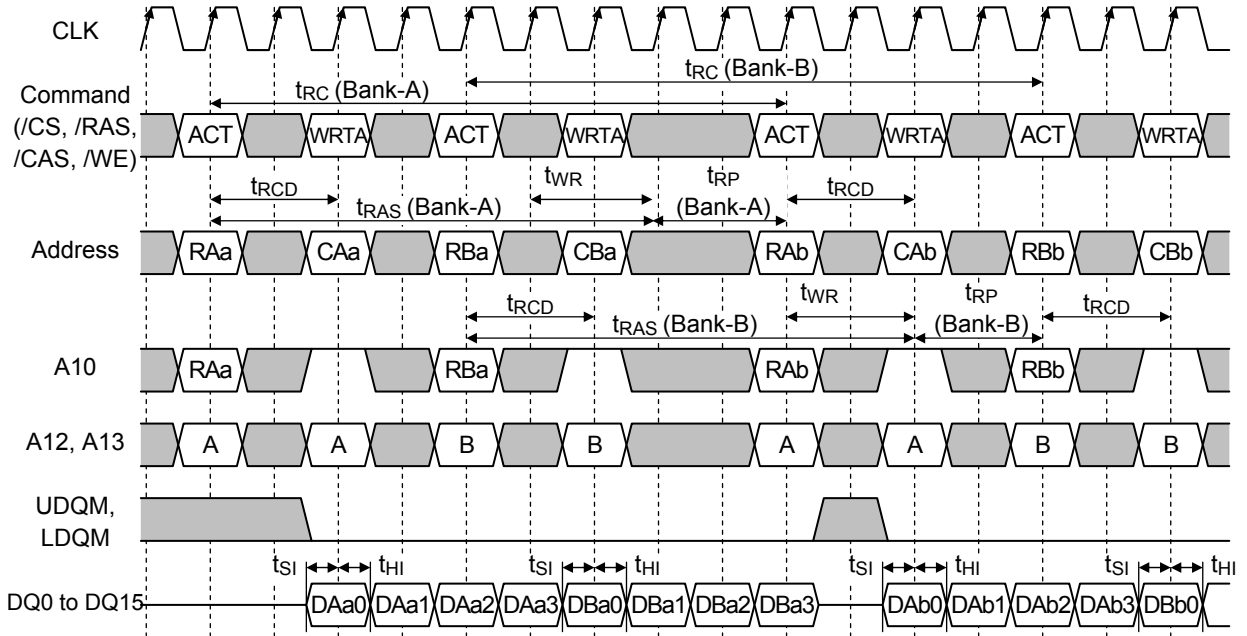 CLK
tRC (Bank-B)
tRC (Bank-A)
Command
(/CS, /RAS,
/CAS, /WE)
ACT WRTA ACT WRTA ACT WRTA ACT WRTA
tRCD tWR tRP tRCD
tRAS (Bank-A) (Bank-A)
Address RAa CAa RBa CBa RAb CAb RBb CBb
tRCD tWR tRP tRCD
tRAS (Bank-B) (Bank-B)
A10 RAa RBa RAb RBb
A12, A13 A A B B A A B B
UDQM,
LDQM
tSI tHI tSI tHI tSI tHI tSI tHI
DQ0 to DQ15 DAa0 DAa1 DAa2 DAa3 DBa0 DBa1 DBa2 DBa3 DAb0 DAb1 DAb2 DAb3 DBb0